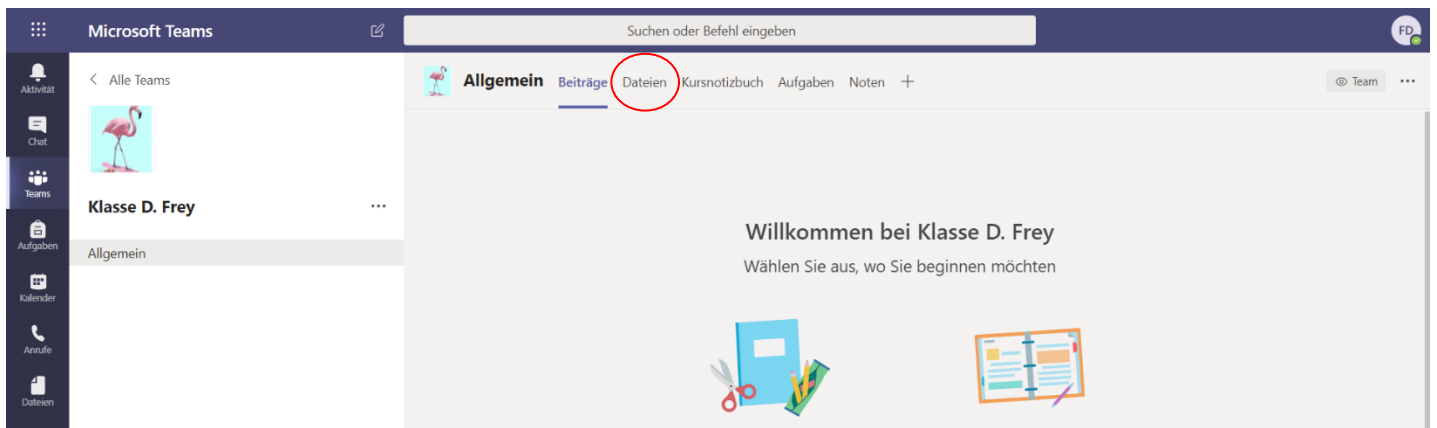 Microsoft Teams
Suchen oder Befehl eingeben
FD
Aktivität
Chat
Teams
Aufgaben
Kalender
Anrufe
Dateien
Alle Teams
Klasse D. Frey
Allgemein
Allgemein Beiträge Dateien Kursnotizbuch Aufgaben Noten
Team
Willkommen bei Klasse D. Frey
Wählen Sie aus, wo Sie beginnen möchten